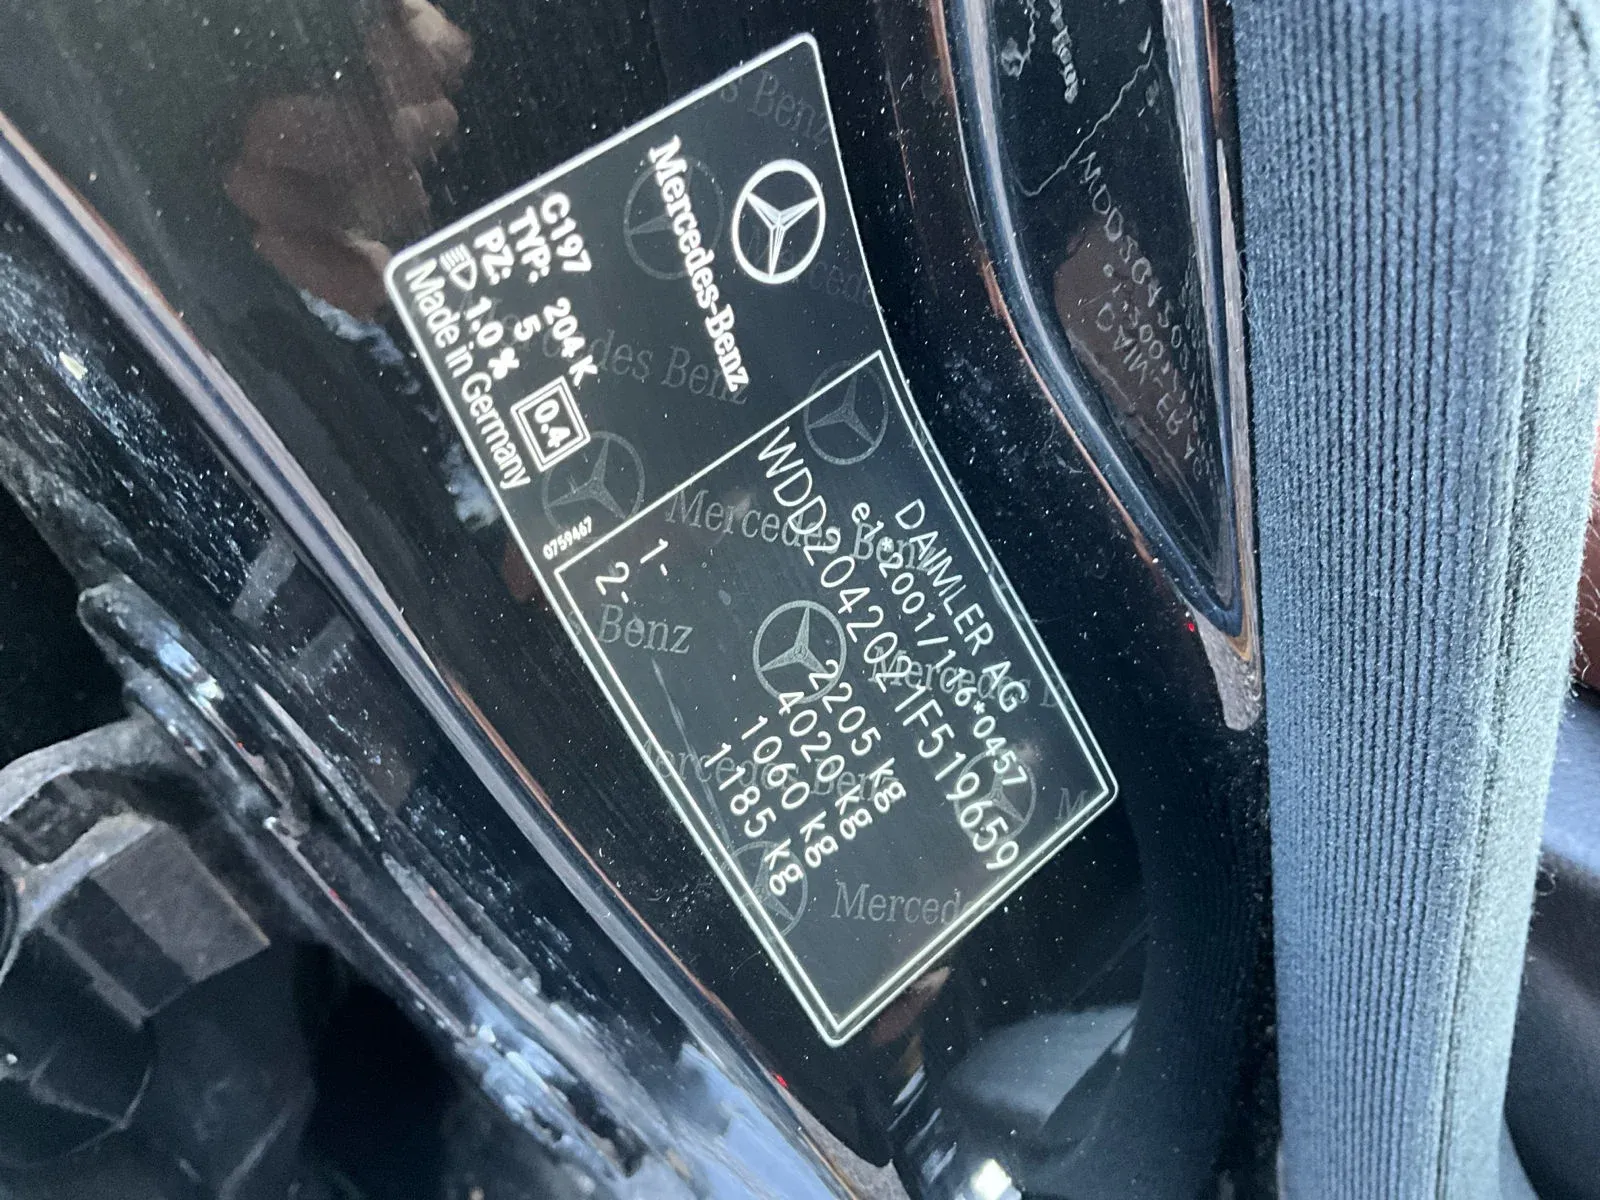 Mercedes-Benz
C197
TYP: 204 K
PZ: 5
1.0 % 0.4
Made in Germany
0759467
DAIMLER AG
e1*2001/116*0457
WDD2042021F519659
2205 kg
4020 kg
1- 1060 kg
2- 1185 kg